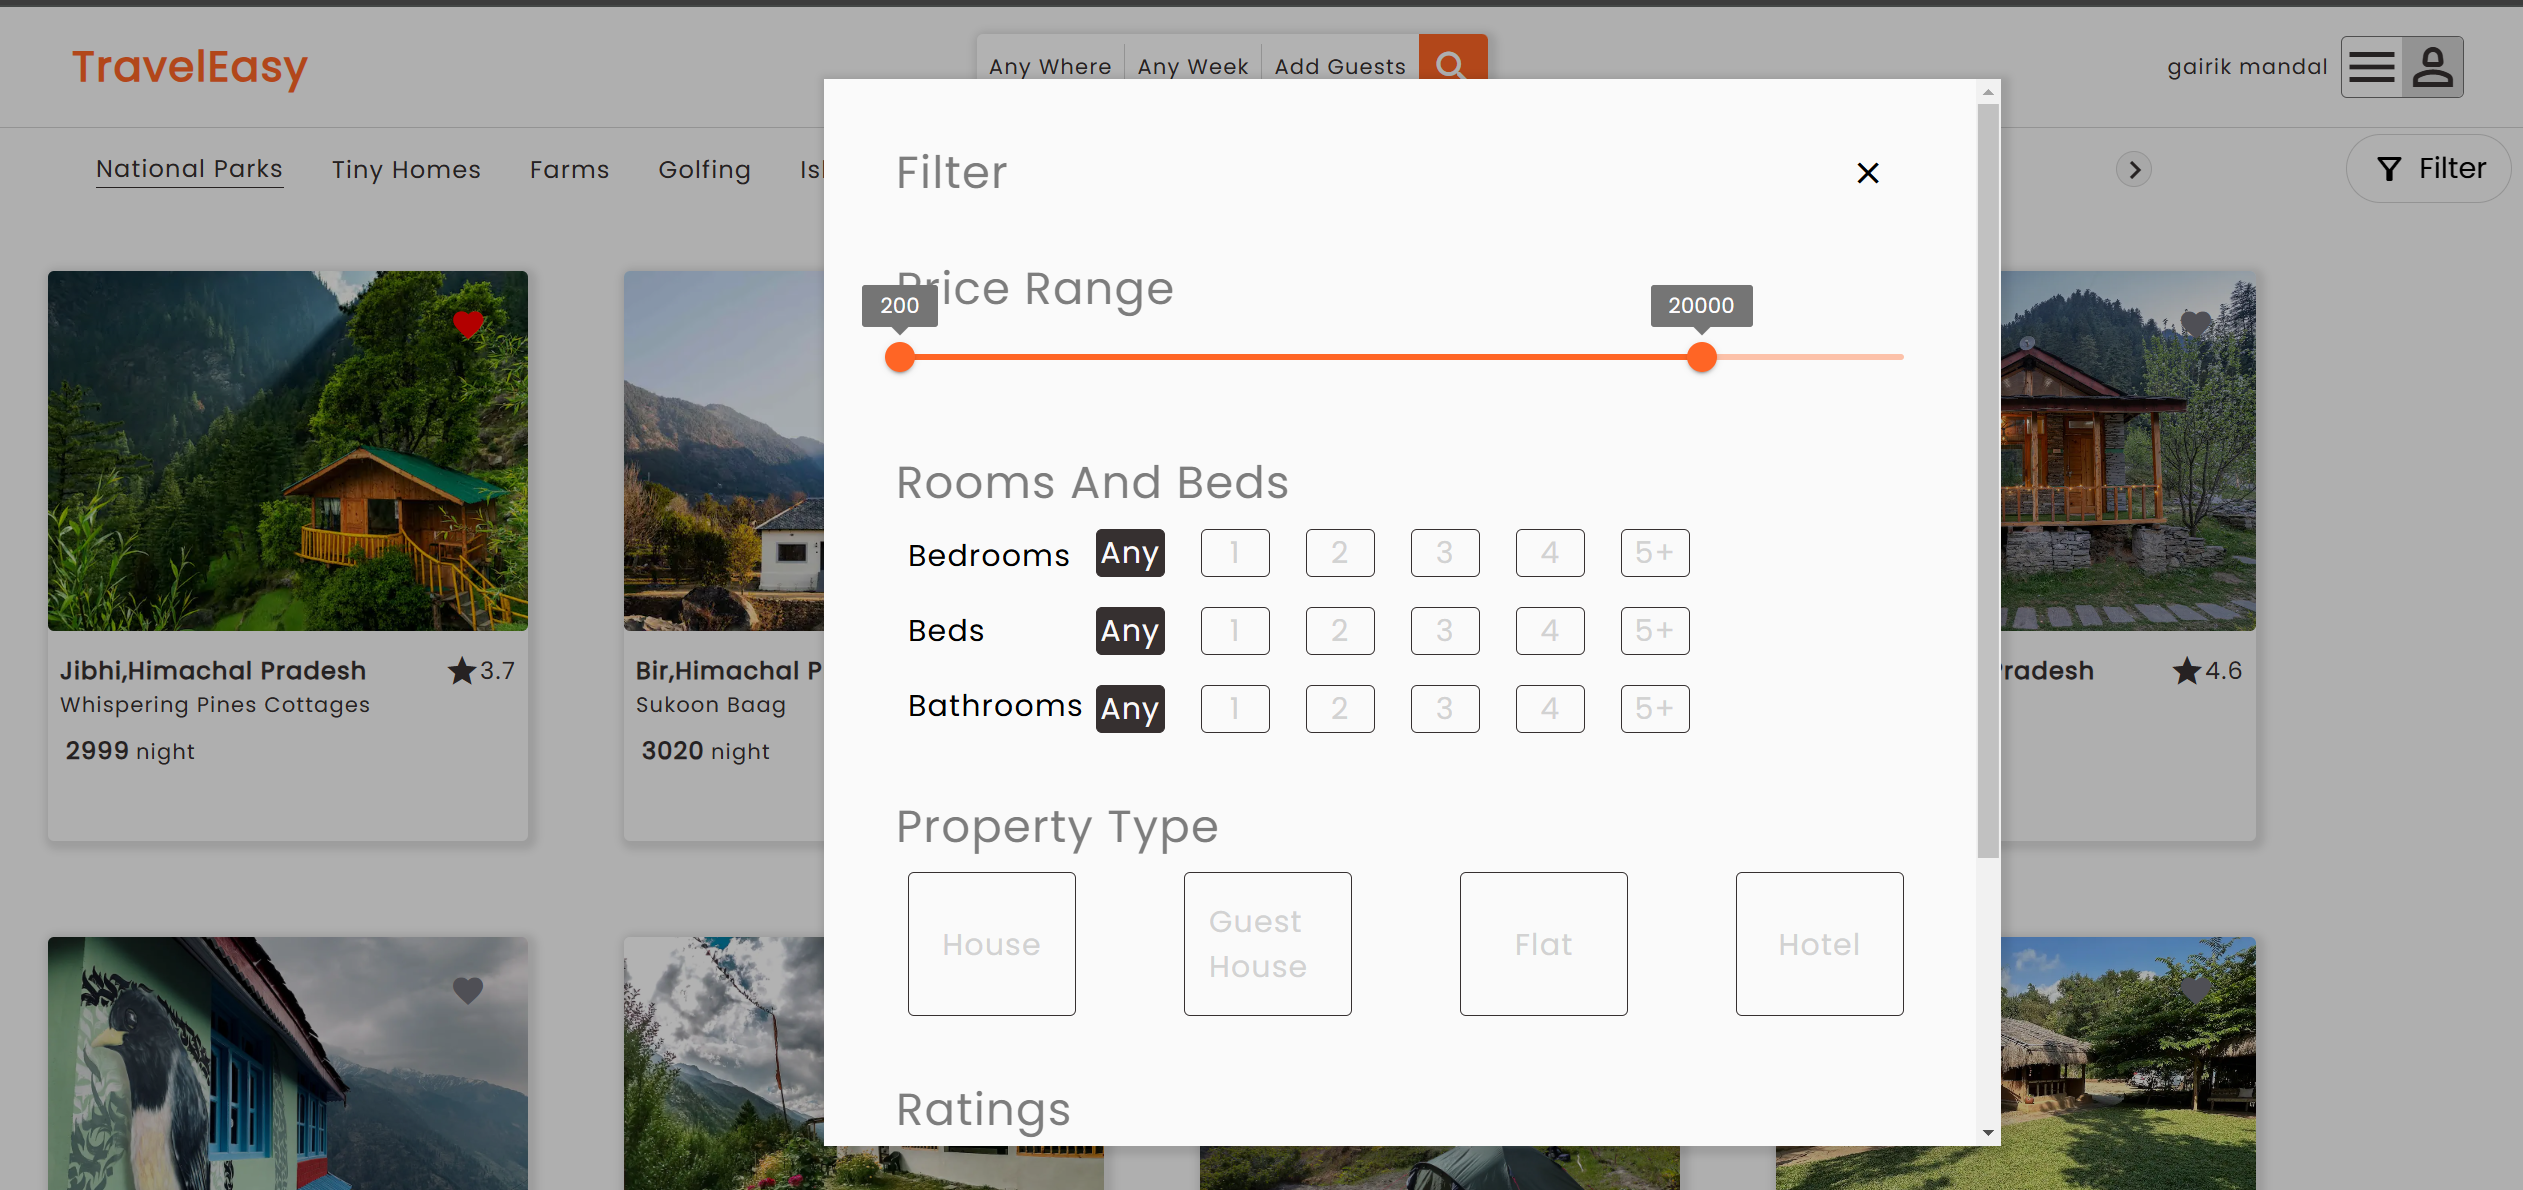 TravelEasy
Any Where
Any Week
Add Guests
gairik mandal
National Parks
Tiny Homes
Farms
Golfing
Filter
Filter
Price Range
200
20000
Rooms And Beds
Bedrooms Any 1 2 3 4 5+
Beds Any 1 2 3 4 5+
Bathrooms Any 1 2 3 4 5+
Property Type
House
Guest
House
Flat
Hotel
Ratings
Jibhi,Himachal Pradesh
3.7
Whispering Pines Cottages
2999 night
Bir,Himachal P
Sukoon Baag
3020 night
Pradesh
4.6